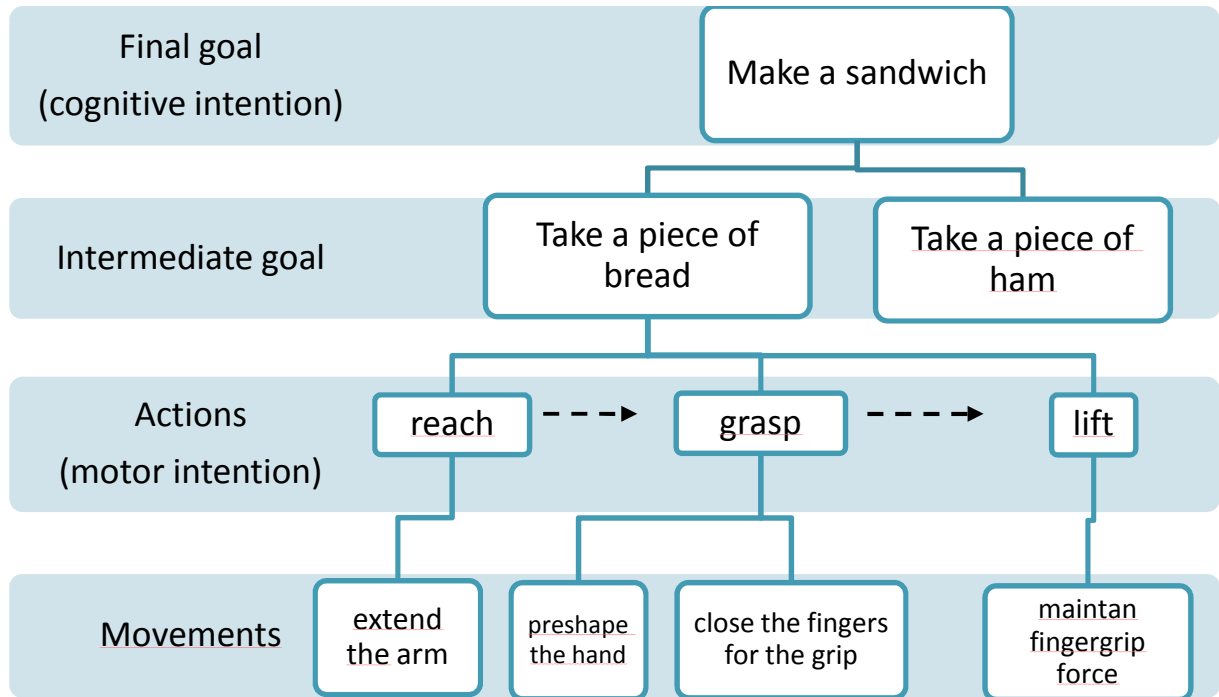 Final goal
(cognitive intention)
Make a sandwich
Intermediate goal
Take a piece of
bread
Take a piece of
ham
Actions
(motor intention)
reach
grasp
lift
Movements
extend
the arm
preshape
the hand
close the fingers
for the grip
maintan
fingergrip
force